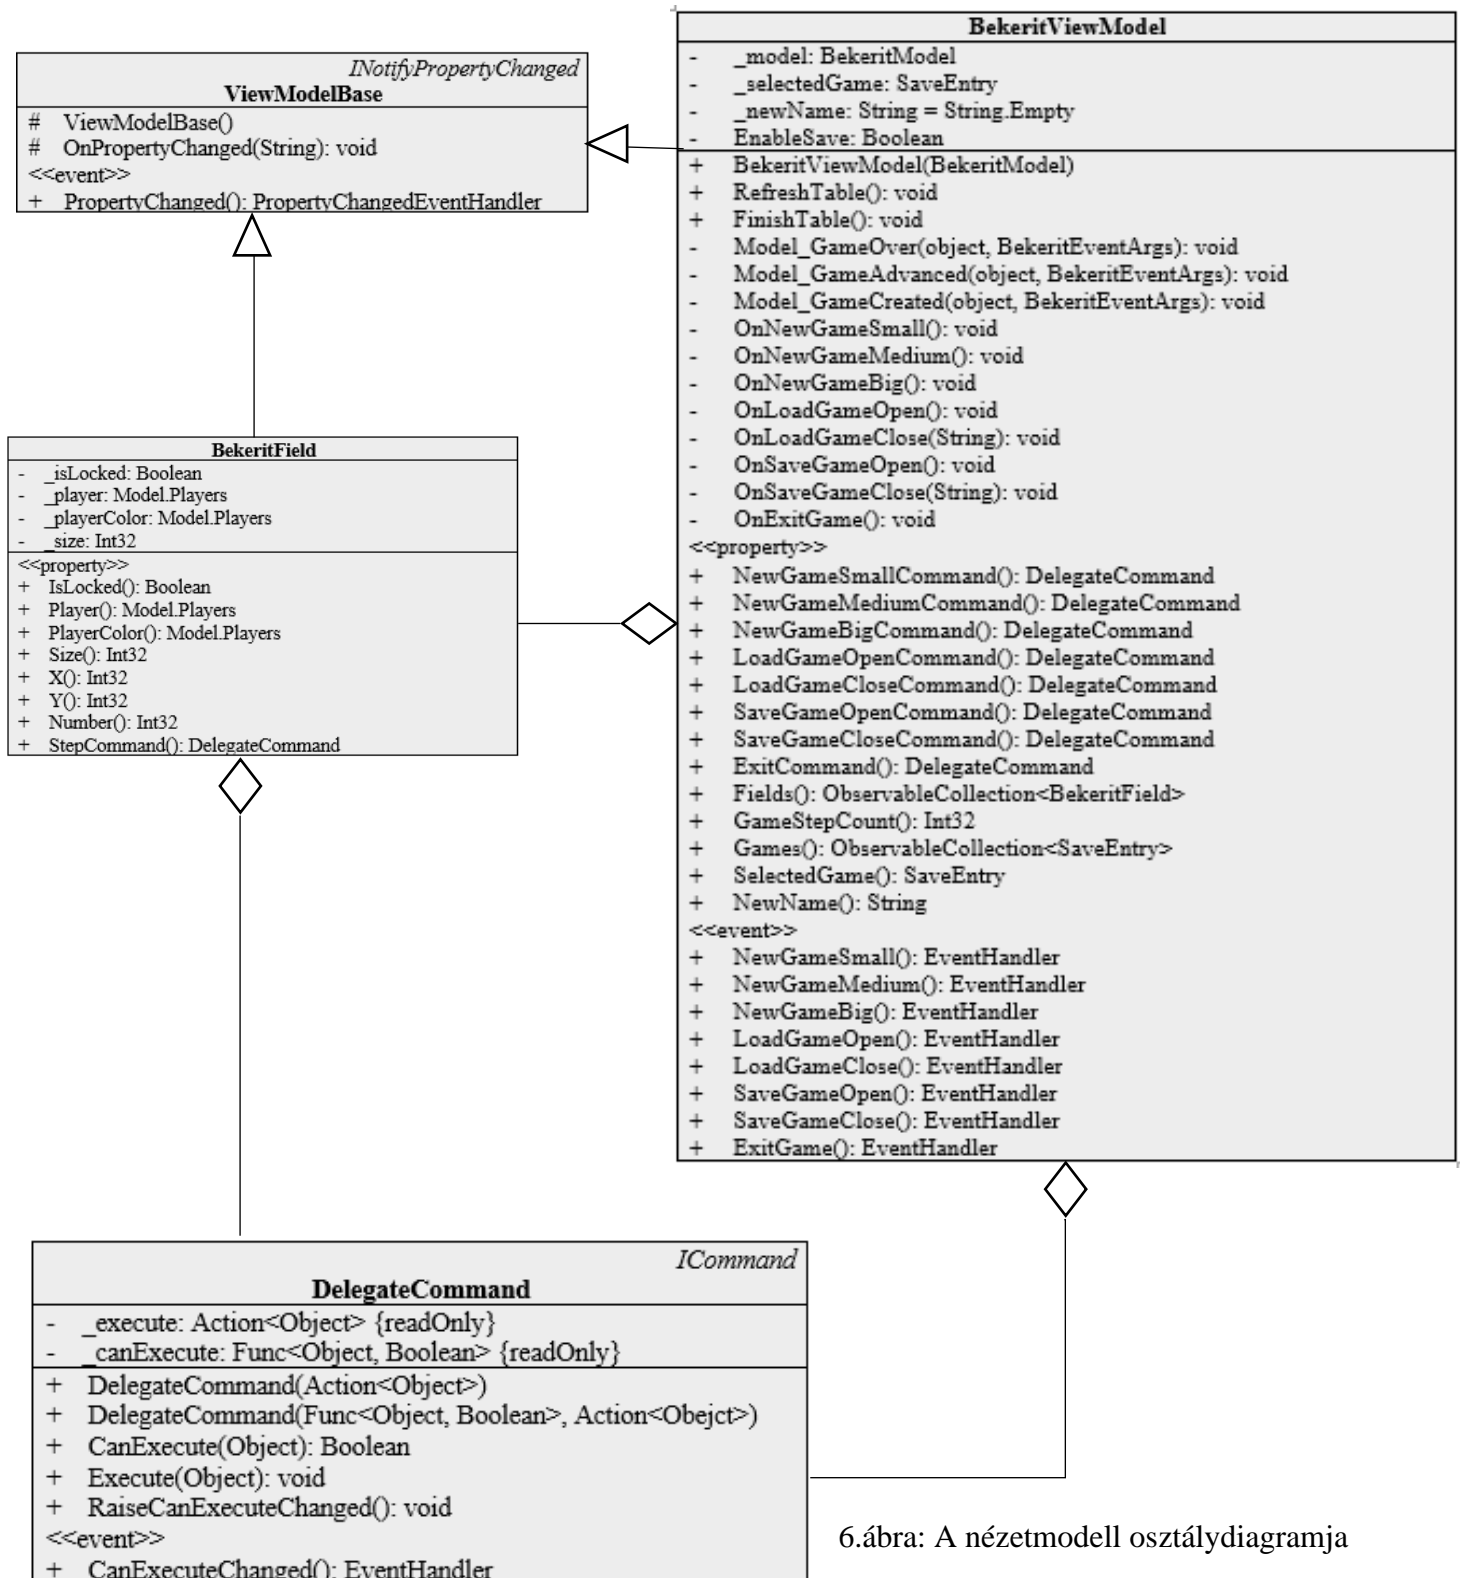 INotifyPropertyChanged
ViewModelBase
# ViewModelBase()
# OnPropertyChanged(String): void
<<event>>
+ PropertyChanged(): PropertyChangedEventHandler
BekeritViewModel
- _model: BekeritModel
- _selectedGame: SaveEntry
- _newName: String = String.Empty
- EnableSave: Boolean
+ BekeritViewModel(BekeritModel)
+ RefreshTable(): void
+ FinishTable(): void
- Model_GameOver(object, BekeritEventArgs): void
- Model_GameAdvanced(object, BekeritEventArgs): void
- Model_GameCreated(object, BekeritEventArgs): void
- OnNewGameSmall(): void
- OnNewGameMedium(): void
- OnNewGameBig(): void
- OnLoadGameOpen(): void
- OnLoadGameClose(String): void
- OnSaveGameOpen(): void
- OnSaveGameClose(String): void
- OnExitGame(): void
<<property>>
+ NewGameSmallCommand(): DelegateCommand
+ NewGameMediumCommand(): DelegateCommand
+ NewGameBigCommand(): DelegateCommand
+ LoadGameOpenCommand(): DelegateCommand
+ LoadGameCloseCommand(): DelegateCommand
+ SaveGameOpenCommand(): DelegateCommand
+ SaveGameCloseCommand(): DelegateCommand
+ ExitCommand(): DelegateCommand
+ Fields(): ObservableCollection<BekeritField>
+ GameStepCount(): Int32
+ Games(): ObservableCollection<SaveEntry>
+ SelectedGame(): SaveEntry
+ NewName(): String
<<event>>
+ NewGameSmall(): EventHandler
+ NewGameMedium(): EventHandler
+ NewGameBig(): EventHandler
+ LoadGameOpen(): EventHandler
+ LoadGameClose(): EventHandler
+ SaveGameOpen(): EventHandler
+ SaveGameClose(): EventHandler
+ ExitGame(): EventHandler
BekeritField
- _isLocked: Boolean
- _player: Model.Players
- _playerColor: Model.Players
- _size: Int32
<<property>>
+ IsLocked(): Boolean
+ Player(): Model.Players
+ PlayerColor(): Model.Players
+ Size(): Int32
+ X(): Int32
+ Y(): Int32
+ Number(): Int32
+ StepCommand(): DelegateCommand
ICommand
DelegateCommand
- _execute: Action<Object> {readOnly}
- _canExecute: Func<Object, Boolean> {readOnly}
+ DelegateCommand(Action<Object>)
+ DelegateCommand(Func<Object, Boolean>, Action<Obejct>)
+ CanExecute(Object): Boolean
+ Execute(Object): void
+ RaiseCanExecuteChanged(): void
<<event>>
+ CanExecuteChanged(): EventHandler
6.ábra: A nézetmodell osztálydiagramja